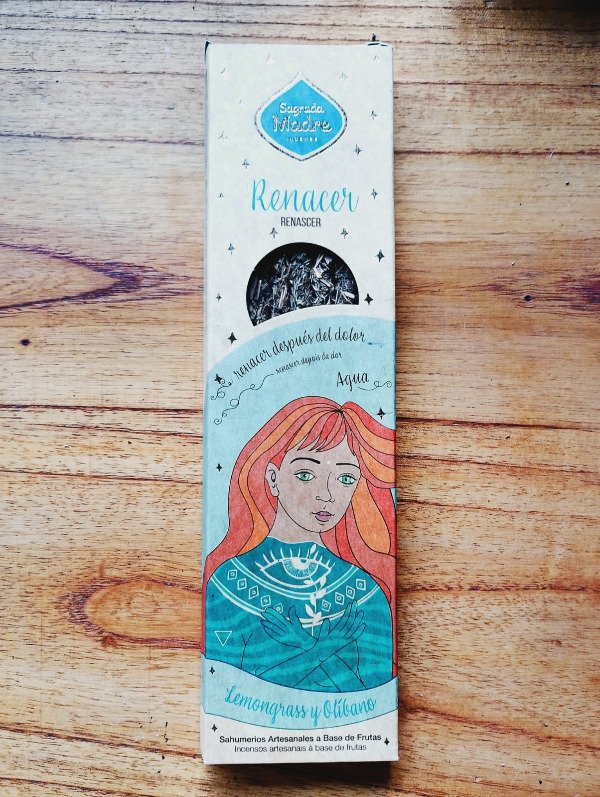 Sagrada
Madre
Renacer
RENASCER
renacer después del dolor
renascer depois da dor
Agua
Lemongrass y Olíbano
Sahumerios Artesanales a Base de Frutas
Incensos artesanais à base de frutas